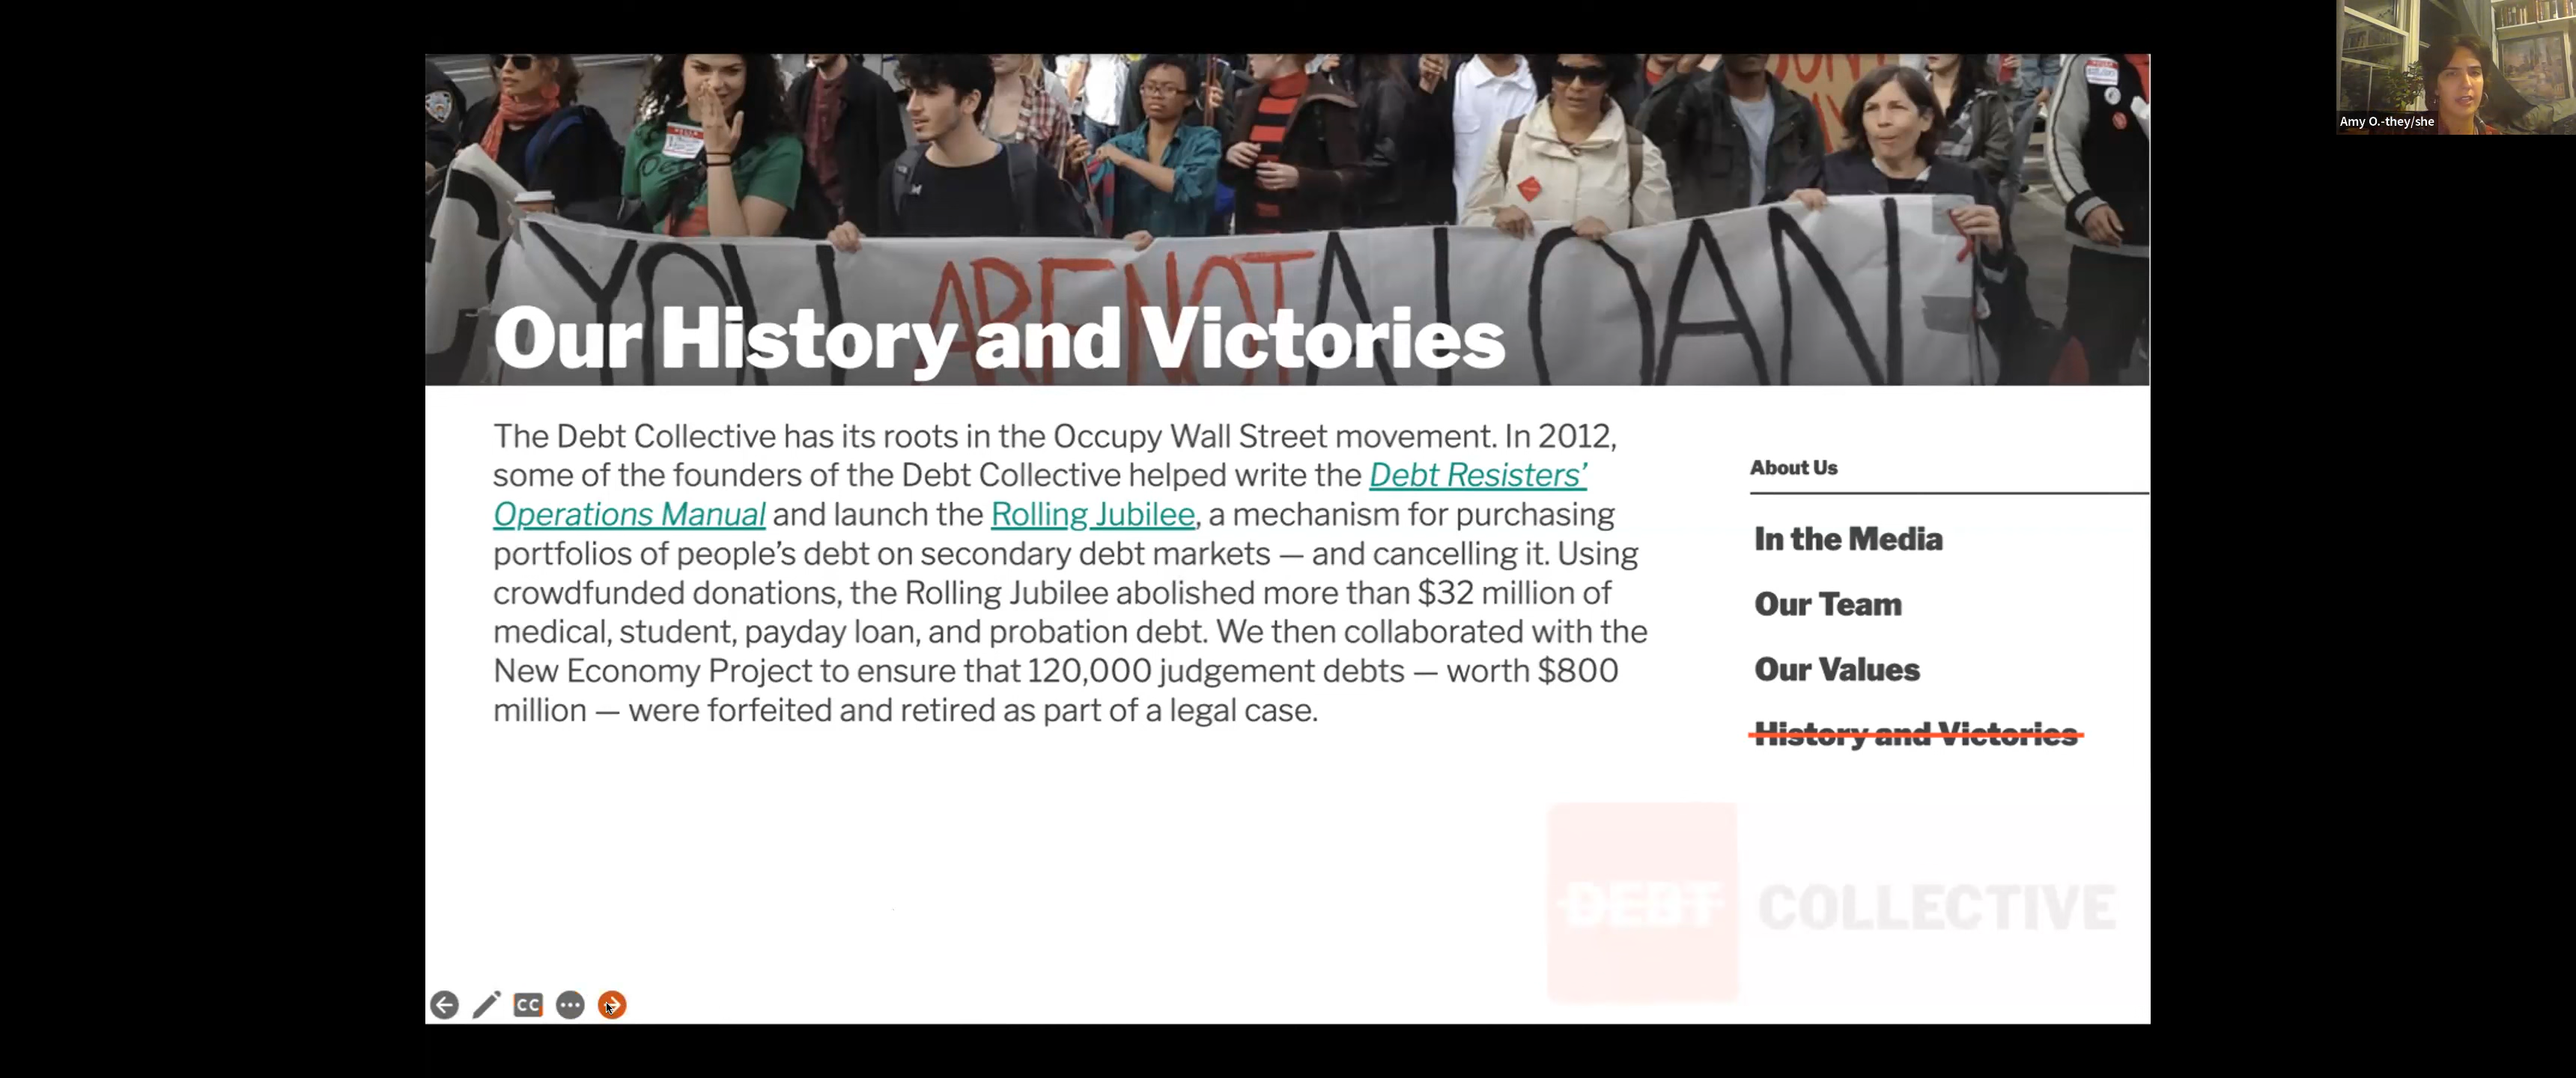 YOU ARE NOT A LOAN
Our History and Victories
The Debt Collective has its roots in the Occupy Wall Street movement. In 2012,
some of the founders of the Debt Collective helped write the Debt Resisters’
Operations Manual and launch the Rolling Jubilee, a mechanism for purchasing
portfolios of people’s debt on secondary debt markets — and cancelling it. Using
crowdfunded donations, the Rolling Jubilee abolished more than $32 million of
medical, student, payday loan, and probation debt. We then collaborated with the
New Economy Project to ensure that 120,000 judgement debts — worth $800
million — were forfeited and retired as part of a legal case.
About Us
In the Media
Our Team
Our Values
History and Victories
DEBT COLLECTIVE
CC
Amy O.-they/she